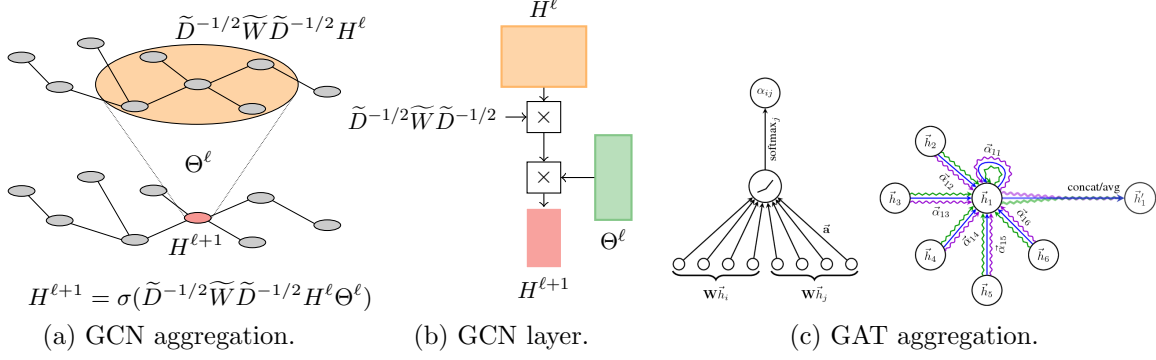 D̃^{-1/2}W̃D̃^{-1/2}H^ℓ
Θ^ℓ
H^{ℓ+1}
H^{ℓ+1} = σ(D̃^{-1/2}W̃D̃^{-1/2}H^ℓΘ^ℓ)
(a) GCN aggregation.
H^ℓ
D̃^{-1/2}W̃D̃^{-1/2}
×
×
Θ^ℓ
H^{ℓ+1}
(b) GCN layer.
α_{ij}
softmax_j
a⃗
Wh⃗_i
Wh⃗_j
h⃗_2
α⃗_{11}
α⃗_{12}
concat/avg
h⃗_3
h⃗_1
h⃗′_1
α⃗_{13}
α⃗_{16}
α⃗_{14}
α⃗_{15}
h⃗_4
h⃗_6
h⃗_5
(c) GAT aggregation.